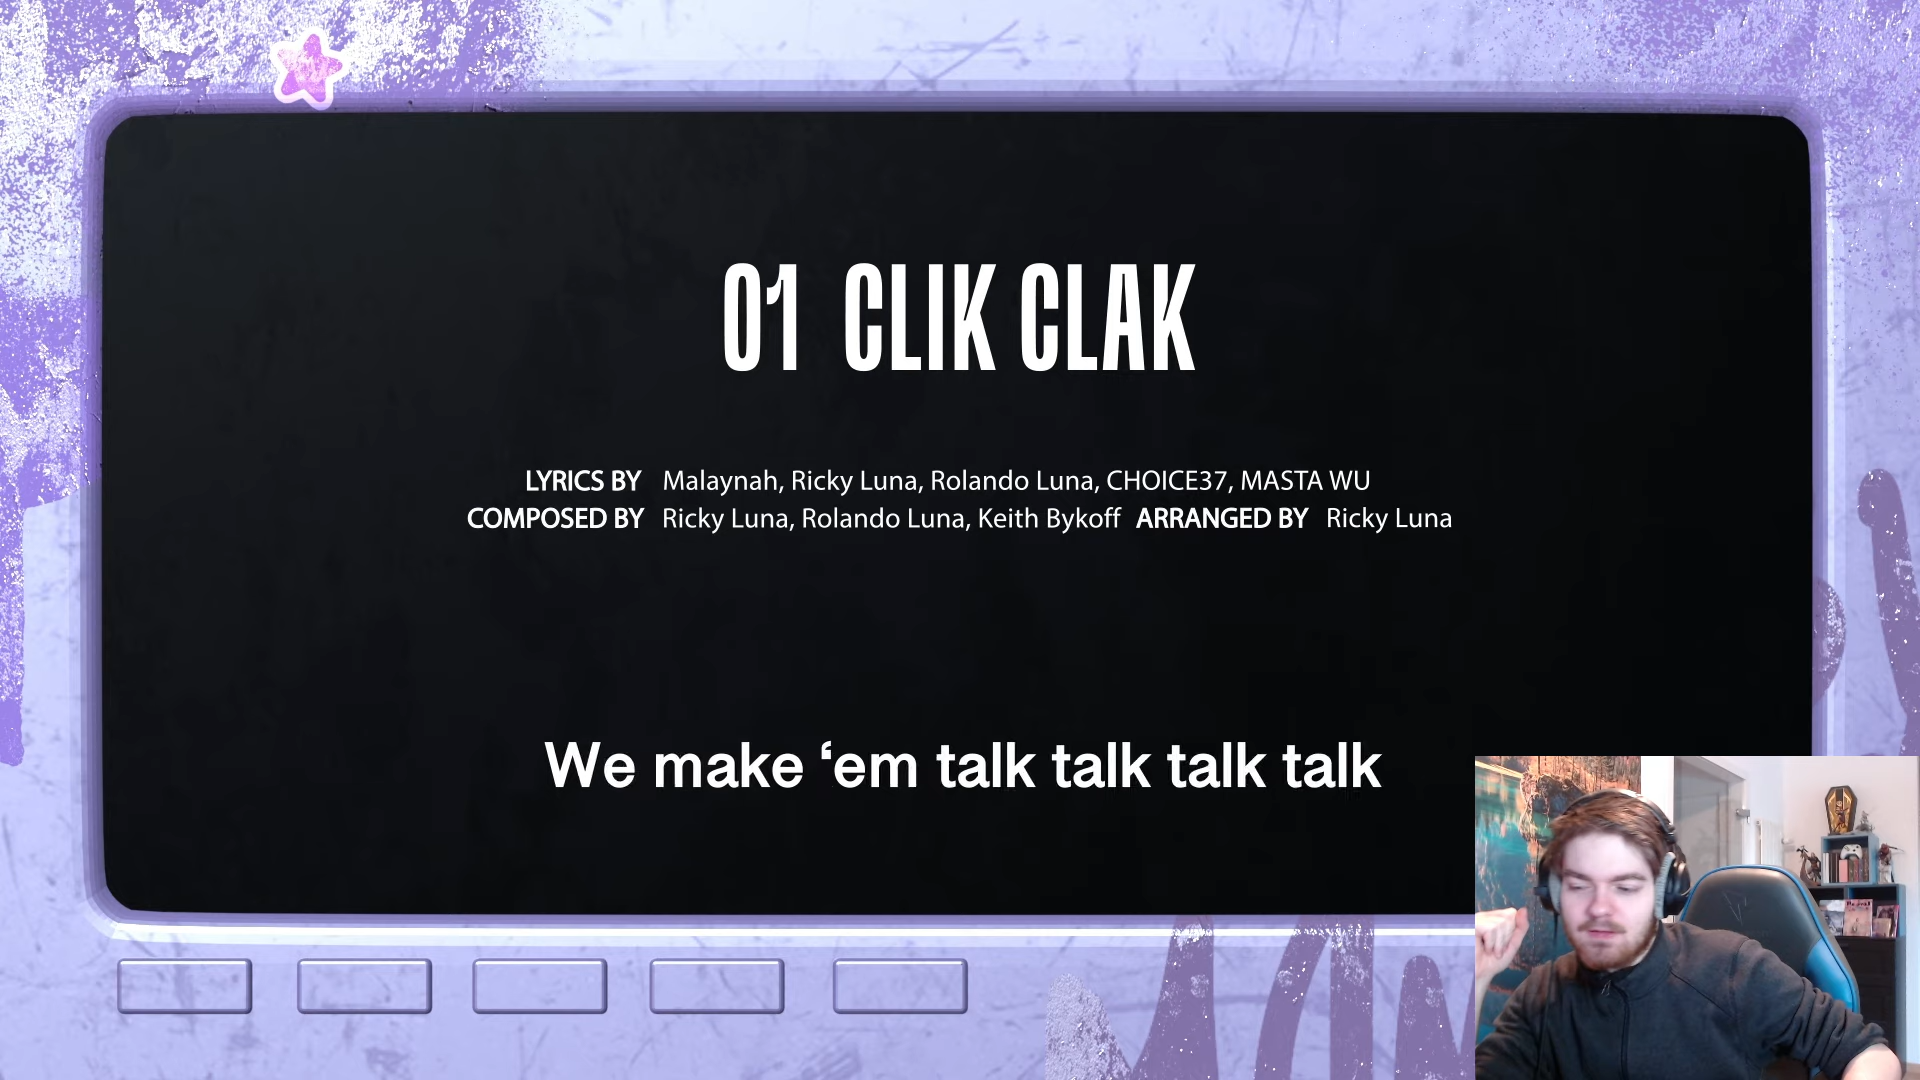 01 CLIK CLAK
LYRICS BY Malaynah, Ricky Luna, Rolando Luna, CHOICE37, MASTA WU
COMPOSED BY Ricky Luna, Rolando Luna, Keith Bykoff ARRANGED BY Ricky Luna
We make ‘em talk talk talk talk